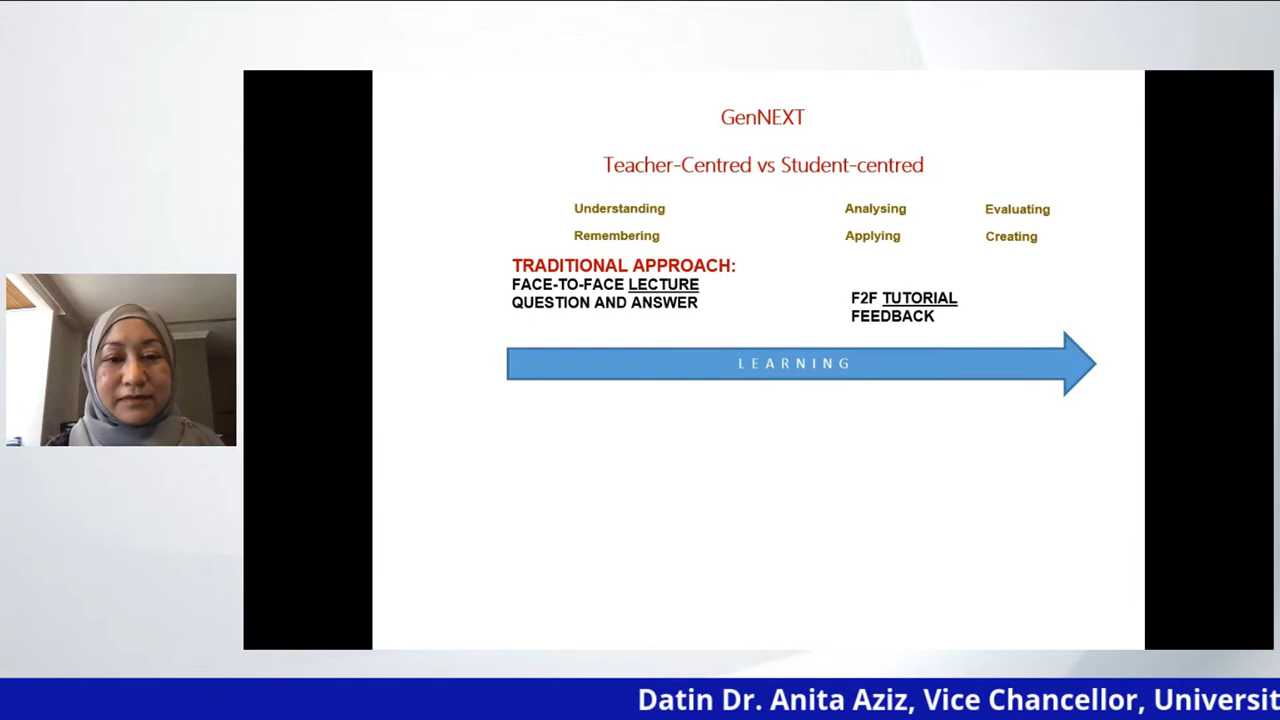 GenNEXT
Teacher-Centred vs Student-centred
Understanding
Analysing
Evaluating
Remembering
Applying
Creating
TRADITIONAL APPROACH:
FACE-TO-FACE LECTURE
QUESTION AND ANSWER
F2F TUTORIAL
FEEDBACK
LEARNING
Datin Dr. Anita Aziz, Vice Chancellor, Universit